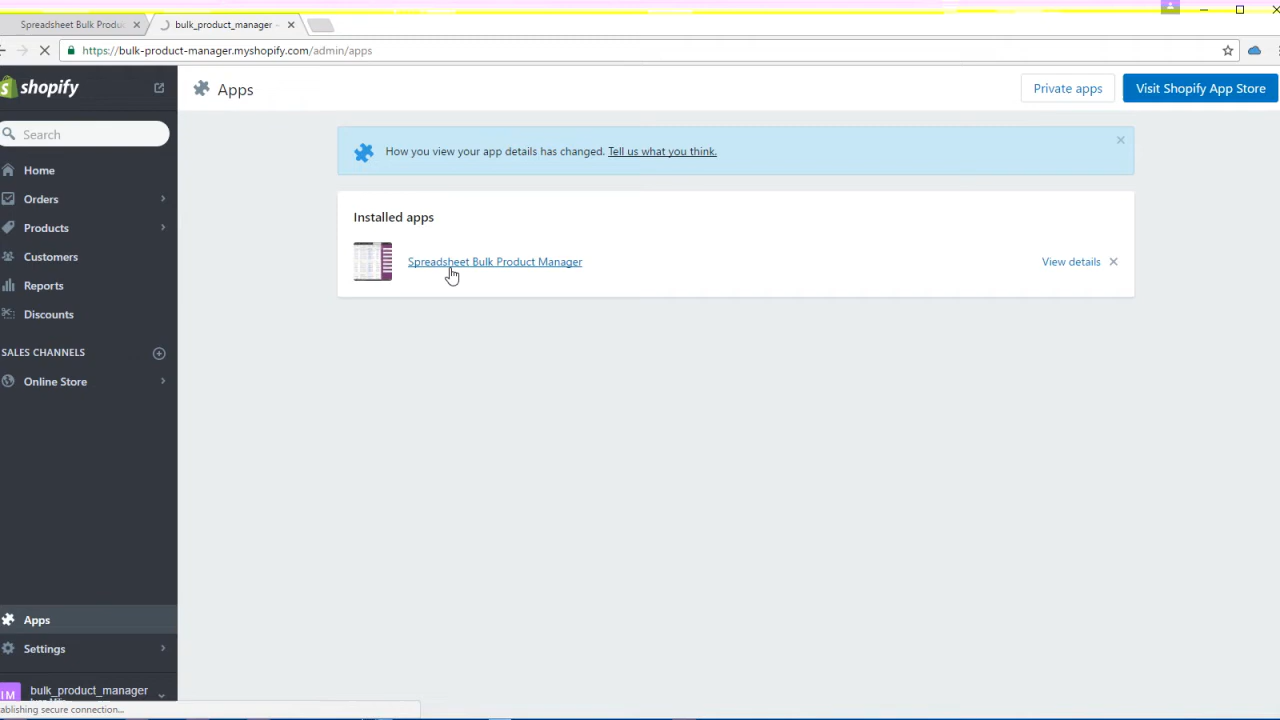 Spreadsheet Bulk Produc
bulk_product_manager -
https://bulk-product-manager.myshopify.com/admin/apps
shopify
Apps
Private apps
Visit Shopify App Store
Search
How you view your app details has changed. Tell us what you think.
Home
Orders
Products
Customers
Reports
Discounts
SALES CHANNELS
Online Store
Installed apps
Spreadsheet Bulk Product Manager
View details
Apps
Settings
IM
bulk_product_manager
ablishing secure connection...